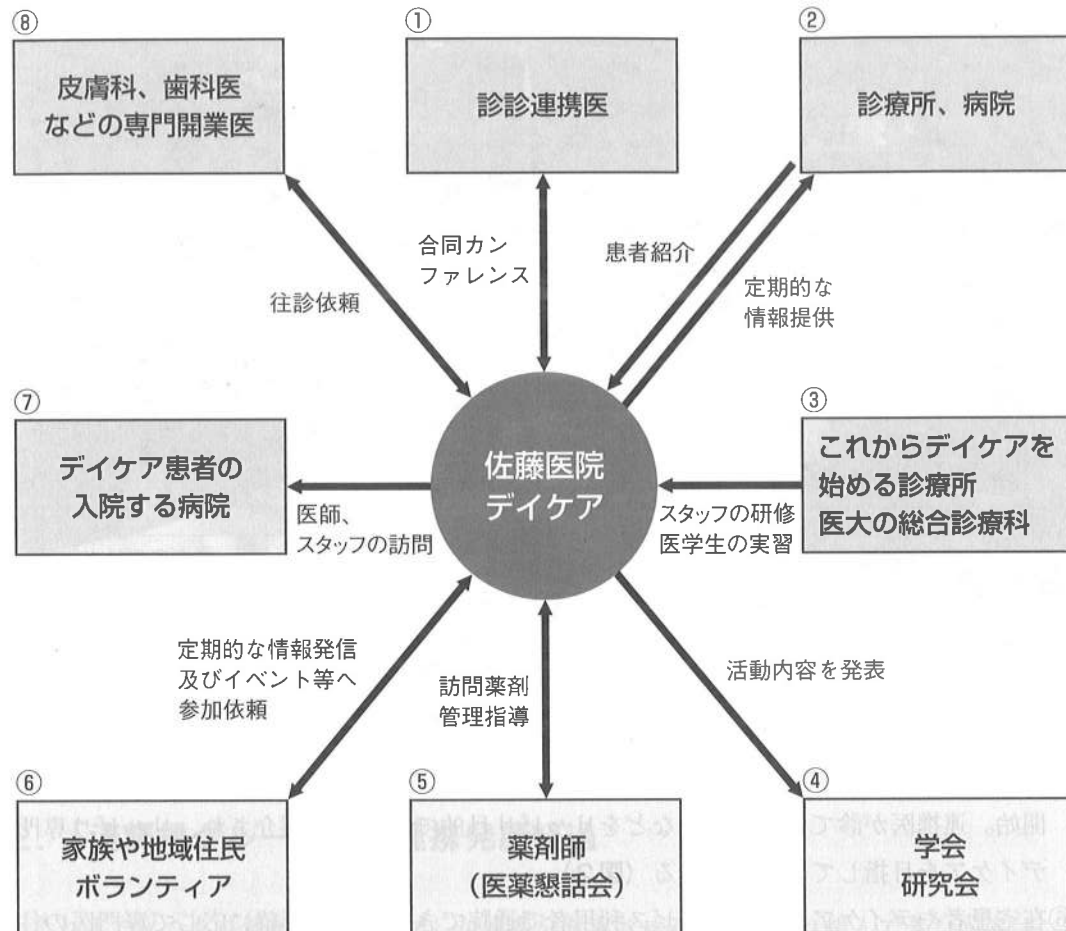 ⑧
皮膚科、歯科医
などの専門開業医
①
診診連携医
②
診療所、病院
合同カン
ファレンス
患者紹介
定期的な
情報提供
往診依頼
⑦
デイケア患者の
入院する病院
佐藤医院
デイケア
③
これからデイケアを
始める診療所
医大の総合診療科
医師、
スタッフの訪問
スタッフの研修
医学生の実習
定期的な情報発信
及びイベント等へ
参加依頼
訪問薬剤
管理指導
活動内容を発表
⑥
家族や地域住民
ボランティア
⑤
薬剤師
(医薬懇話会)
④
学会
研究会